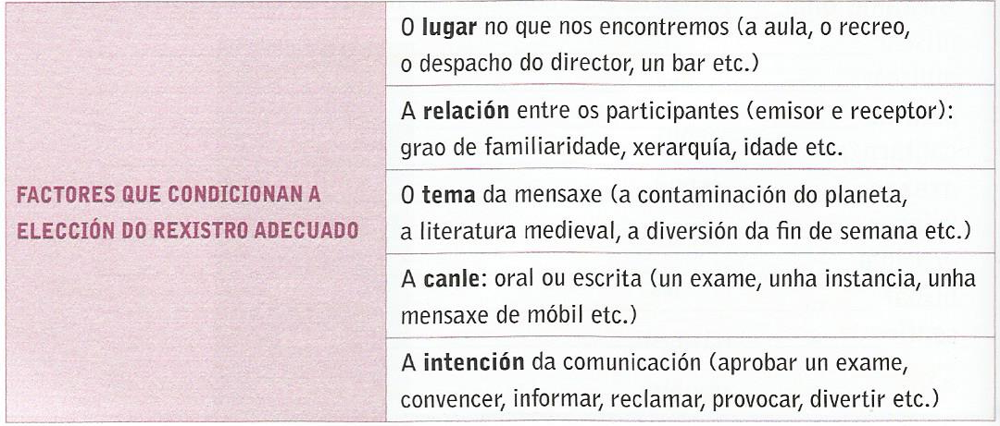 FACTORES QUE CONDICIONAN A
ELECCIÓN DO REXISTRO ADECUADO
O lugar no que nos encontremos (a aula, o recreo,
o despacho do director, un bar etc.)
A relación entre os participantes (emisor e receptor):
grao de familiaridade, xerarquía, idade etc.
O tema da mensaxe (a contaminación do planeta,
a literatura medieval, a diversión da fin de semana etc.)
A canle: oral ou escrita (un exame, unha instancia, unha
mensaxe de móbil etc.)
A intención da comunicación (aprobar un exame,
convencer, informar, reclamar, provocar, divertir etc.)